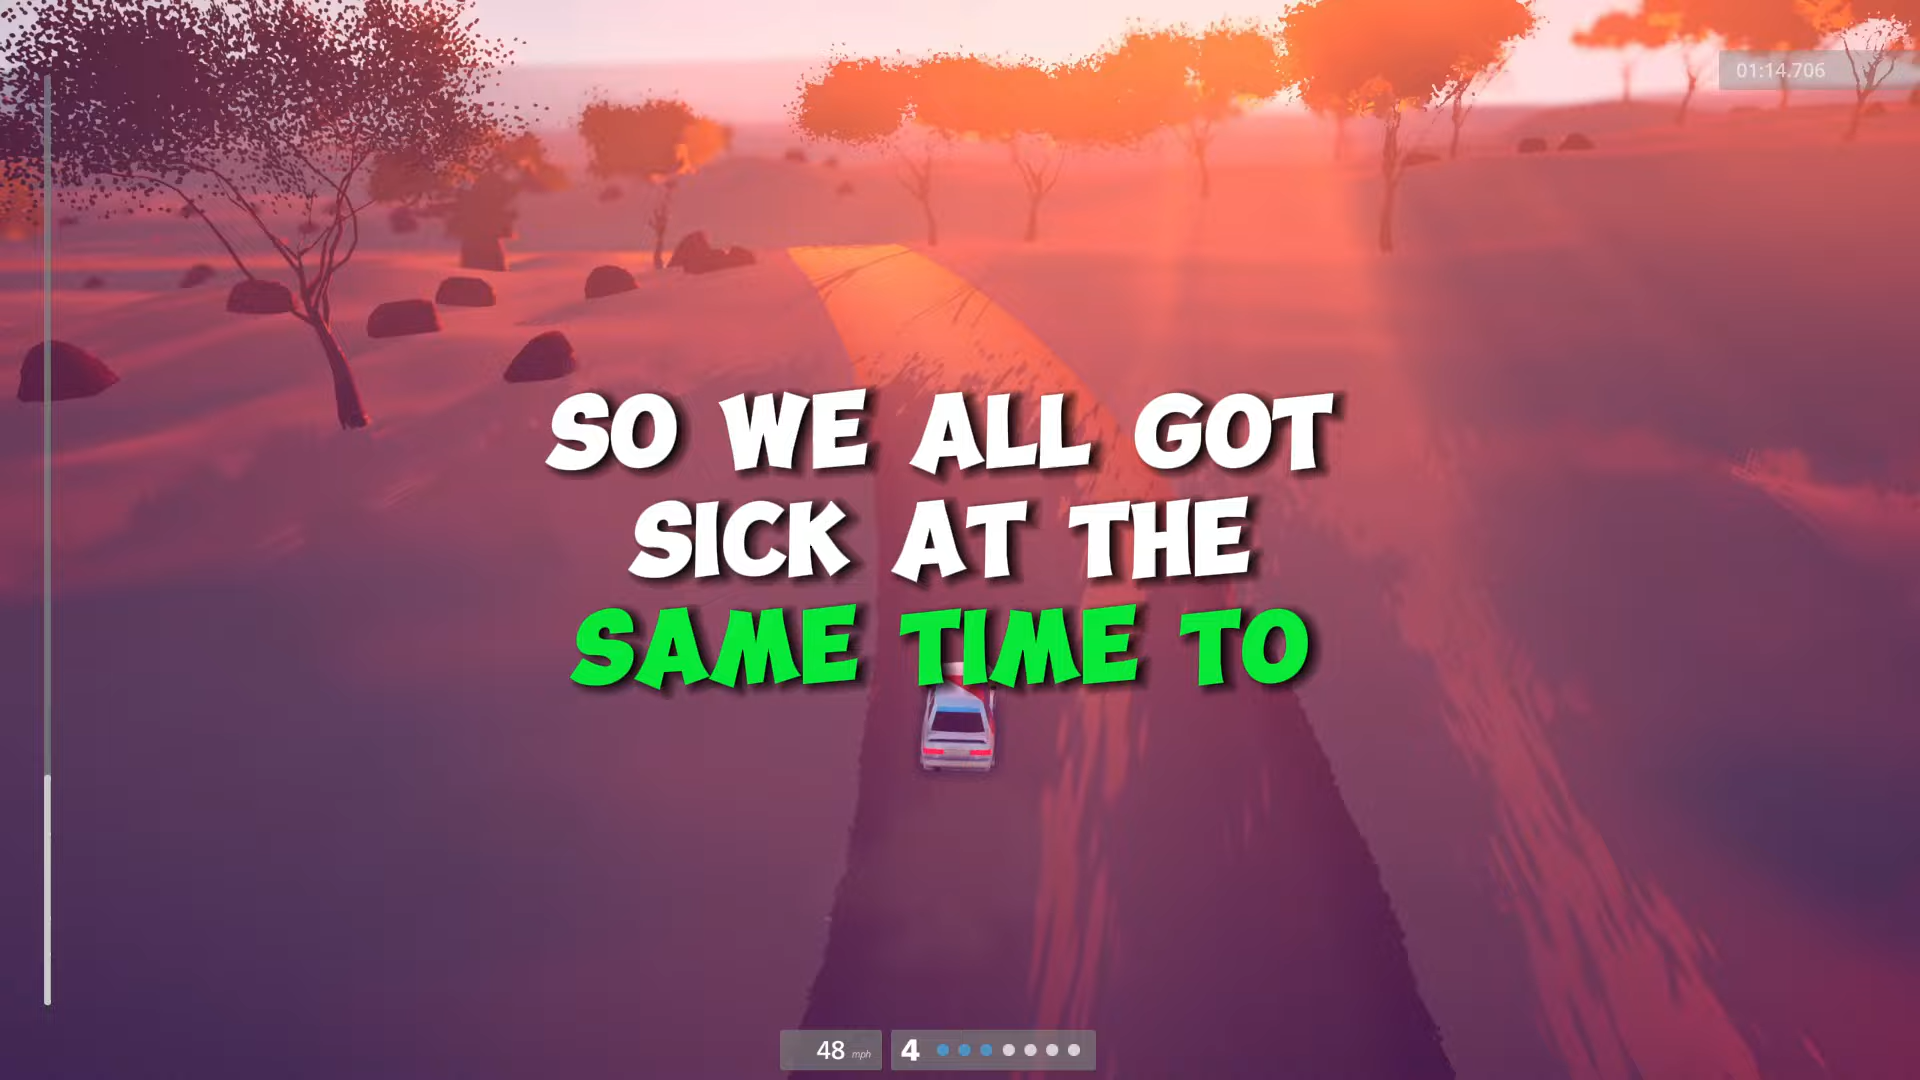 01:14.706
SO WE ALL GOT
SICK AT THE
SAME TIME TO
48 mph 4